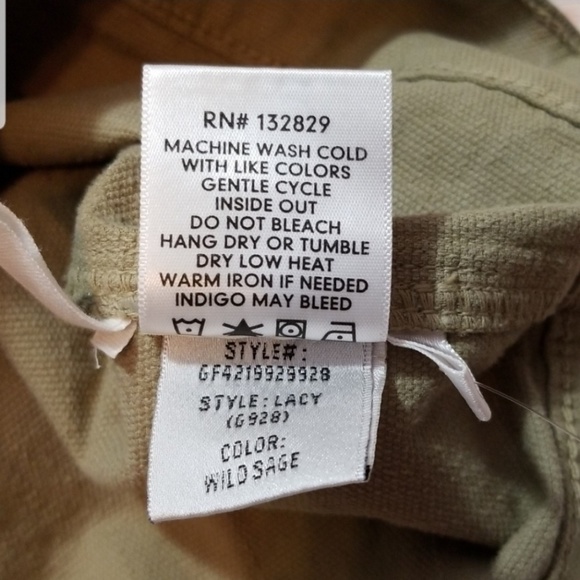 RN# 132829
MACHINE WASH COLD
WITH LIKE COLORS
GENTLE CYCLE
INSIDE OUT
DO NOT BLEACH
HANG DRY OR TUMBLE
DRY LOW HEAT
WARM IRON IF NEEDED
INDIGO MAY BLEED
STYLE#:
GF4219929928
STYLE: LACY
(G928)
COLOR:
WILD SAGE